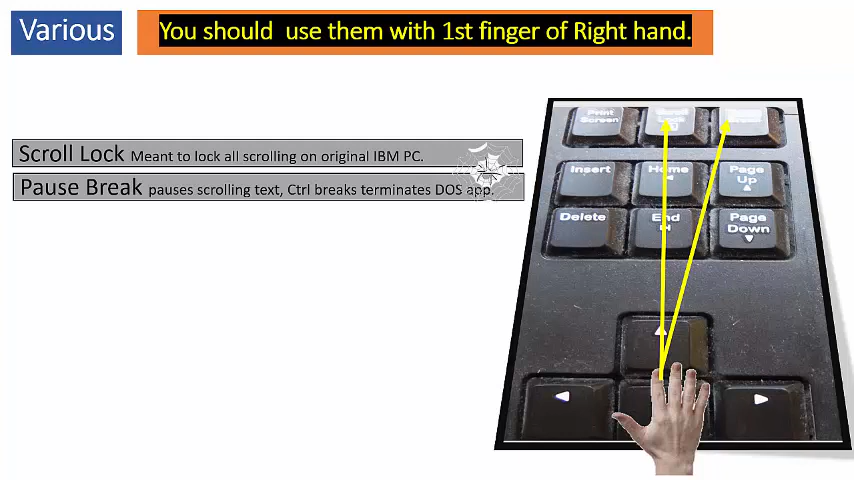 Various
You should use them with 1st finger of Right hand.
Scroll Lock Meant to lock all scrolling on original IBM PC.
Pause Break pauses scrolling text, Ctrl breaks terminates DOS app.
Print Screen
Scroll Lock
Insert
Home
Page Up
Delete
End
Page Down